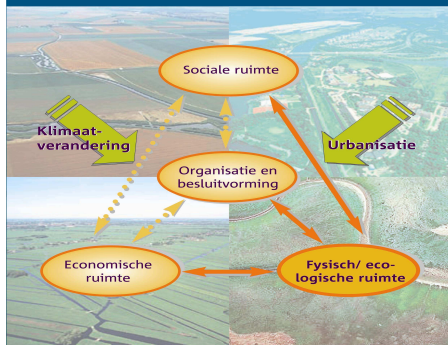 Sociale ruimte
Klimaat-
verandering
Urbanisatie
Organisatie en
besluitvorming
Economische
ruimte
Fysisch/ eco-
logische ruimte